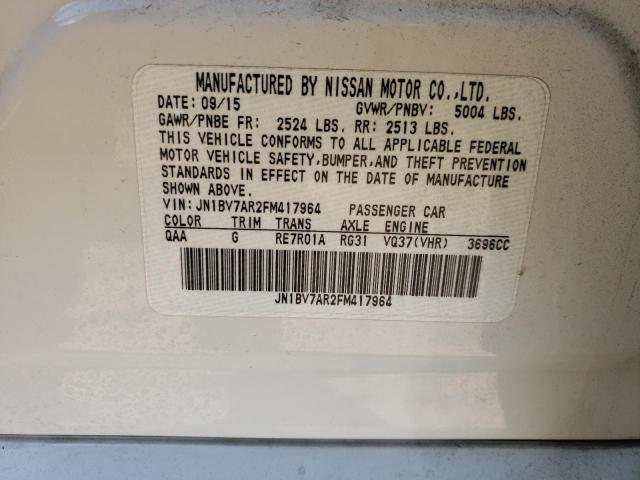 MANUFACTURED BY NISSAN MOTOR CO.,LTD.
DATE: 09/15 GVWR/PNBV: 5004 LBS.
GAWR/PNBE FR: 2524 LBS. RR: 2513 LBS.
THIS VEHICLE CONFORMS TO ALL APPLICABLE FEDERAL
MOTOR VEHICLE SAFETY,BUMPER,AND THEFT PREVENTION
STANDARDS IN EFFECT ON THE DATE OF MANUFACTURE
SHOWN ABOVE.
VIN: JN1BV7AR2FM417964 PASSENGER CAR
COLOR TRIM TRANS AXLE ENGINE
QAA G RE7R01A RG31 VQ37(VHR) 3696CC
JN1BV7AR2FM417964